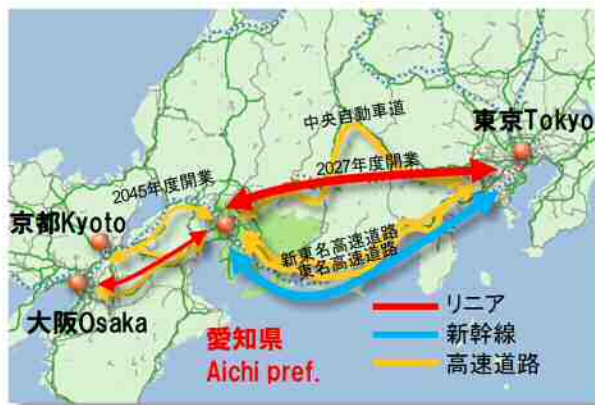 中央自動車道
東京Tokyo
2027年度開業
2045年度開業
京都Kyoto
新東名高速道路
東名高速道路
大阪Osaka
愛知県
Aichi pref.
リニア
新幹線
高速道路